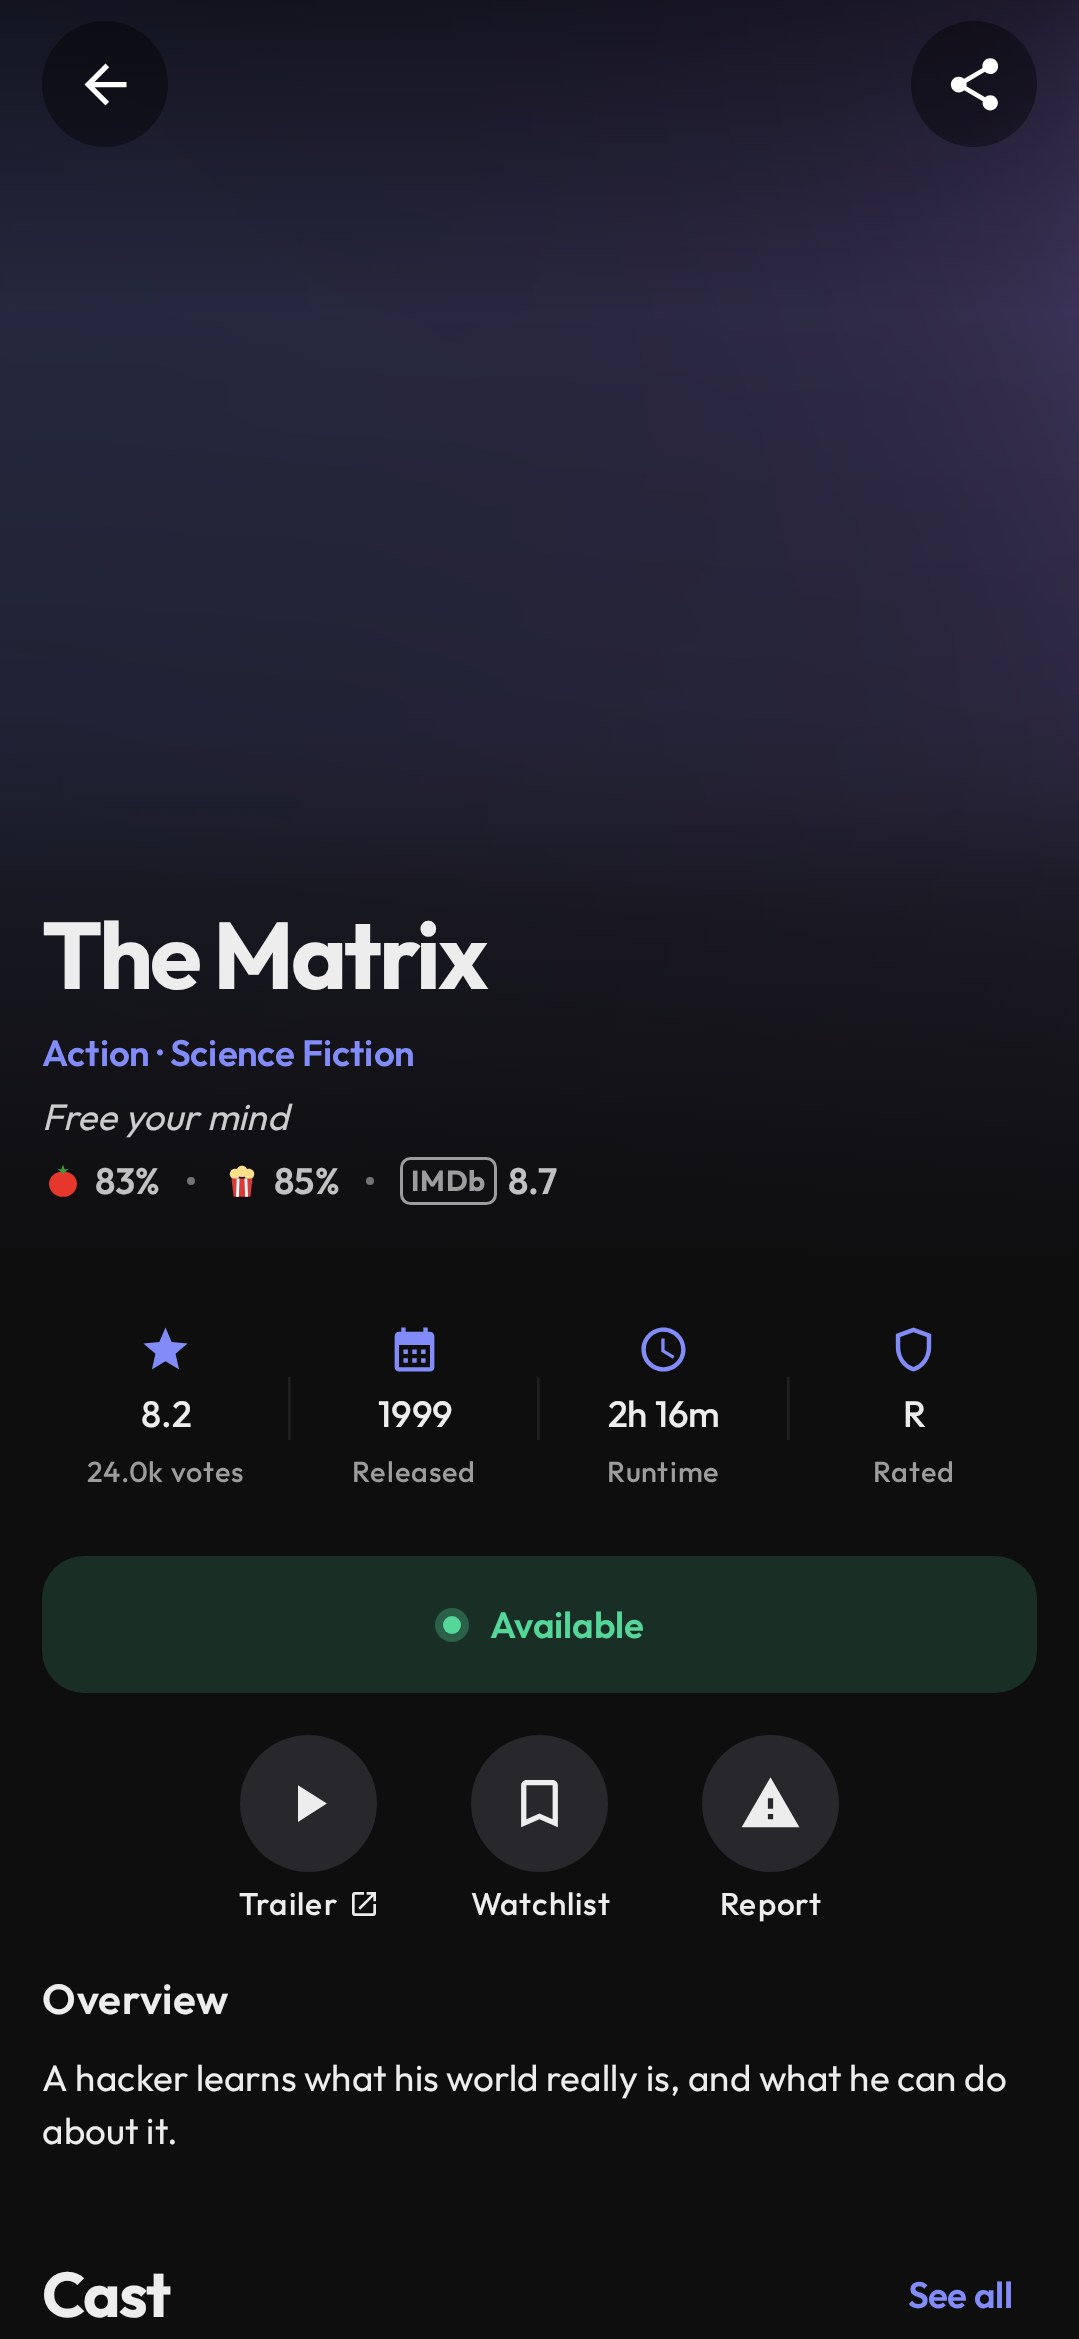 The Matrix
Action · Science Fiction
Free your mind
83% • 85% • IMDb 8.7
8.2
24.0k votes
1999
Released
2h 16m
Runtime
R
Rated
Available
Trailer
Watchlist
Report
Overview
A hacker learns what his world really is, and what he can do
about it.
Cast
See all